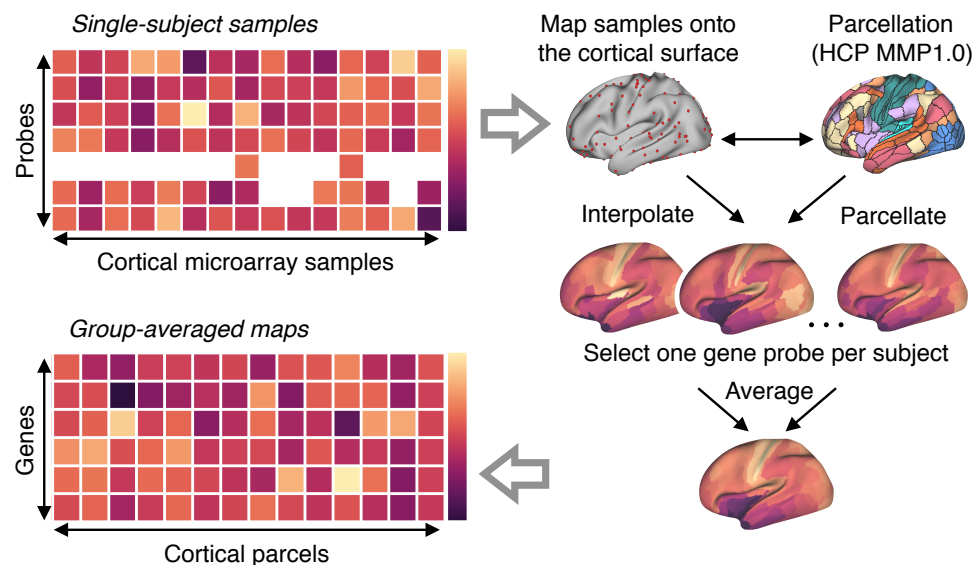 Single-subject samples
Probes
Cortical microarray samples
Map samples onto
the cortical surface
Parcellation
(HCP MMP1.0)
Interpolate
Parcellate
...
Select one gene probe per subject
Average
Group-averaged maps
Genes
Cortical parcels